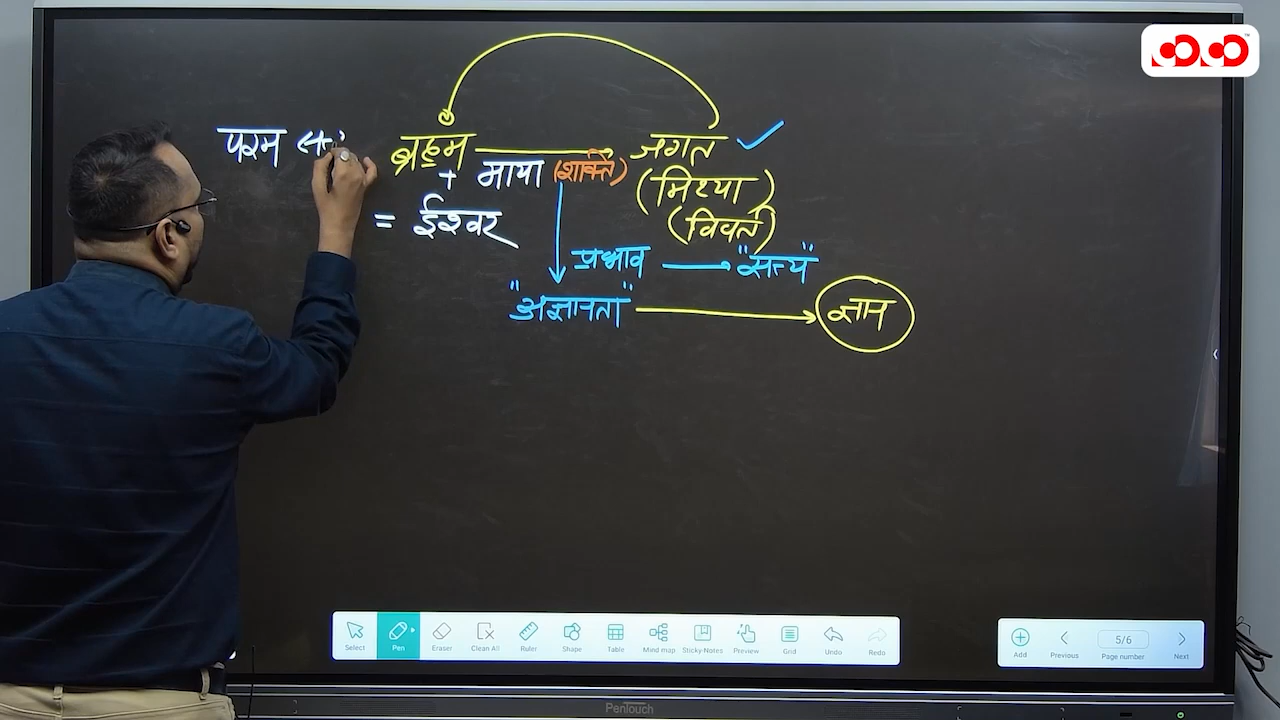 परम
ब्रह्म जगत
+ माया (शक्ति) (मिथ्या)
= ईश्वर (विवर्त)
प्रभाव "सत्य"
"अज्ञानता" ज्ञान
Select Pen Eraser Clean All Ruler Shape Table Mind map Sticky-Notes Preview Grid Undo Redo
Add Previous 5/6 Page number Next
PenTouch